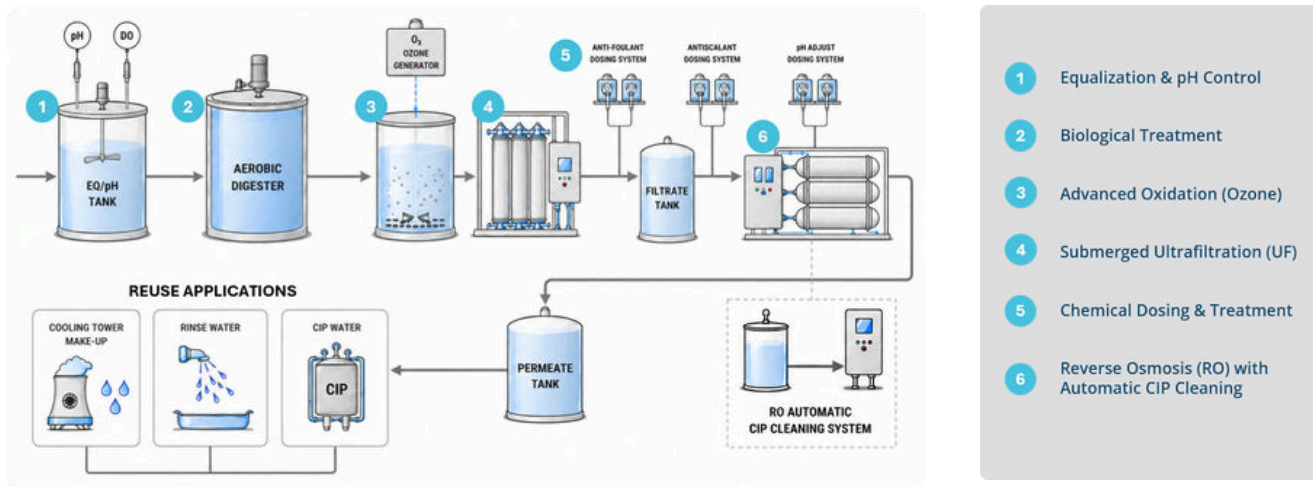 pH
DO
O₃
OZONE
GENERATOR
5
ANTI-FOULANT
DOSING SYSTEM
ANTISCALANT
DOSING SYSTEM
pH ADJUST
DOSING SYSTEM
1
2
3
4
6
EQ/pH
TANK
AEROBIC
DIGESTER
FILTRATE
TANK
REUSE APPLICATIONS
COOLING TOWER
MAKE-UP
RINSE WATER
CIP WATER
CIP
PERMEATE
TANK
RO AUTOMATIC
CIP CLEANING SYSTEM
1 Equalization & pH Control
2 Biological Treatment
3 Advanced Oxidation (Ozone)
4 Submerged Ultrafiltration (UF)
5 Chemical Dosing & Treatment
6 Reverse Osmosis (RO) with
Automatic CIP Cleaning